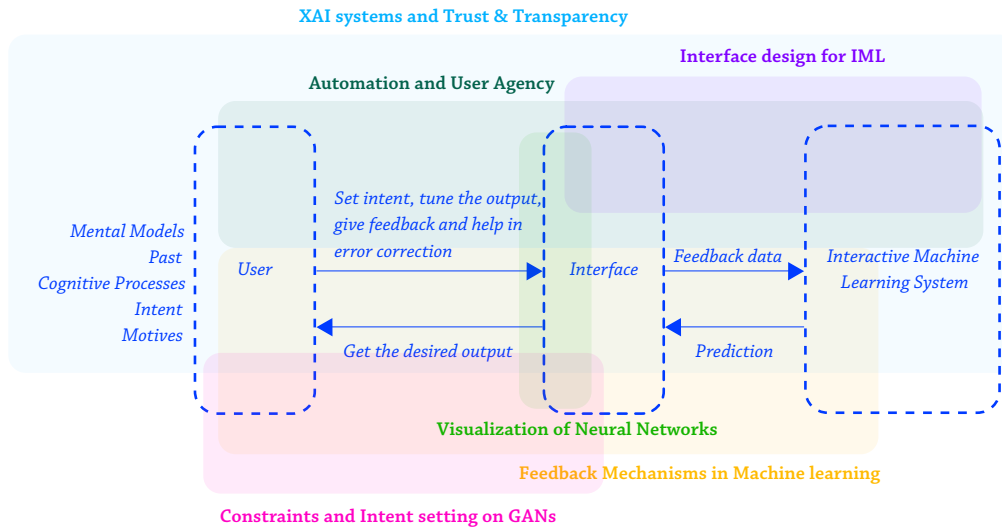 XAI systems and Trust & Transparency
Interface design for IML
Automation and User Agency
Set intent, tune the output,
give feedback and help in
error correction
Mental Models
Past
Cognitive Processes
Intent
Motives
User
Interface
Feedback data
Interactive Machine
Learning System
Get the desired output
Prediction
Visualization of Neural Networks
Feedback Mechanisms in Machine learning
Constraints and Intent setting on GANs